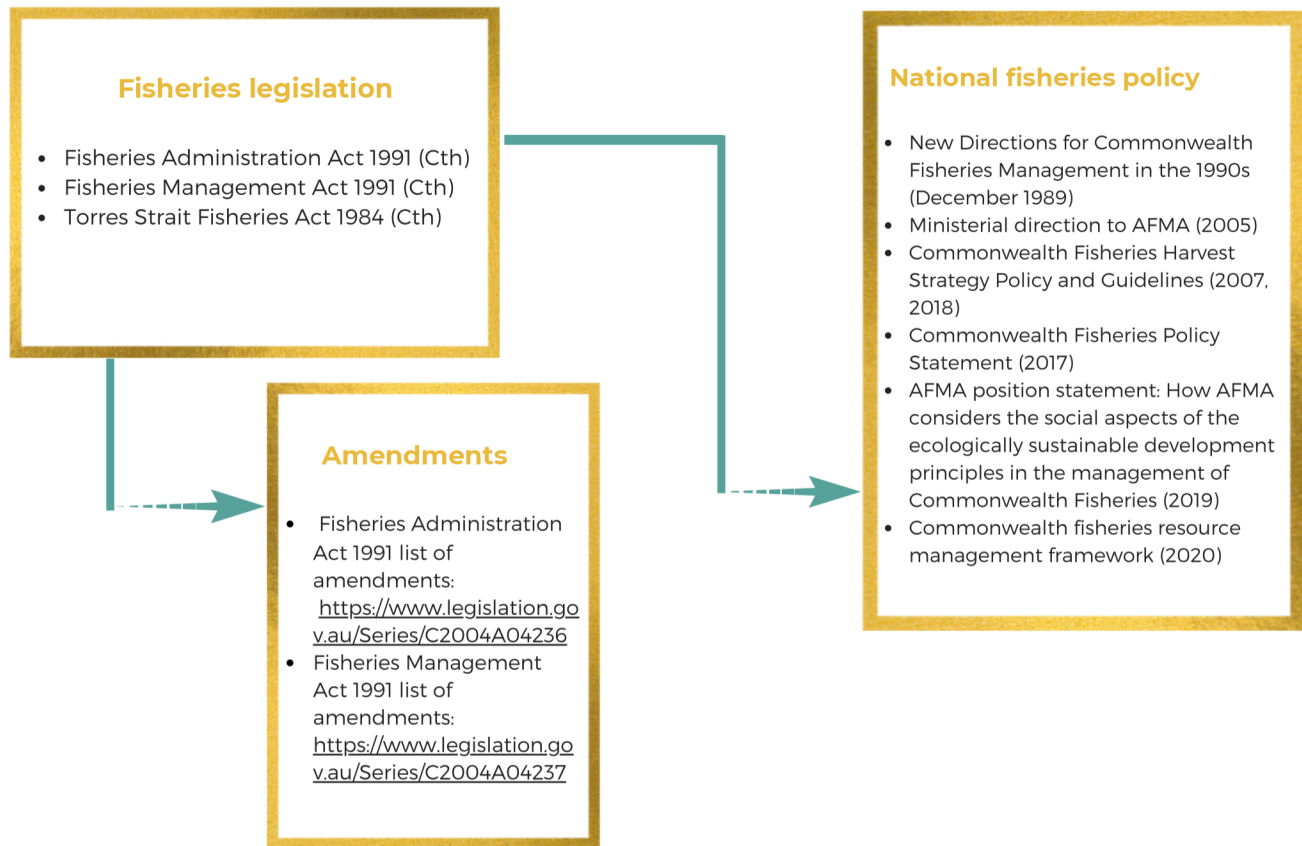 Fisheries legislation
• Fisheries Administration Act 1991 (Cth)
• Fisheries Management Act 1991 (Cth)
• Torres Strait Fisheries Act 1984 (Cth)
Amendments
• Fisheries Administration
Act 1991 list of
amendments:
https://www.legislation.go
v.au/Series/C2004A04236
• Fisheries Management
Act 1991 list of
amendments:
https://www.legislation.go
v.au/Series/C2004A04237
National fisheries policy
• New Directions for Commonwealth
Fisheries Management in the 1990s
(December 1989)
• Ministerial direction to AFMA (2005)
• Commonwealth Fisheries Harvest
Strategy Policy and Guidelines (2007,
2018)
• Commonwealth Fisheries Policy
Statement (2017)
• AFMA position statement: How AFMA
considers the social aspects of the
ecologically sustainable development
principles in the management of
Commonwealth Fisheries (2019)
• Commonwealth fisheries resource
management framework (2020)